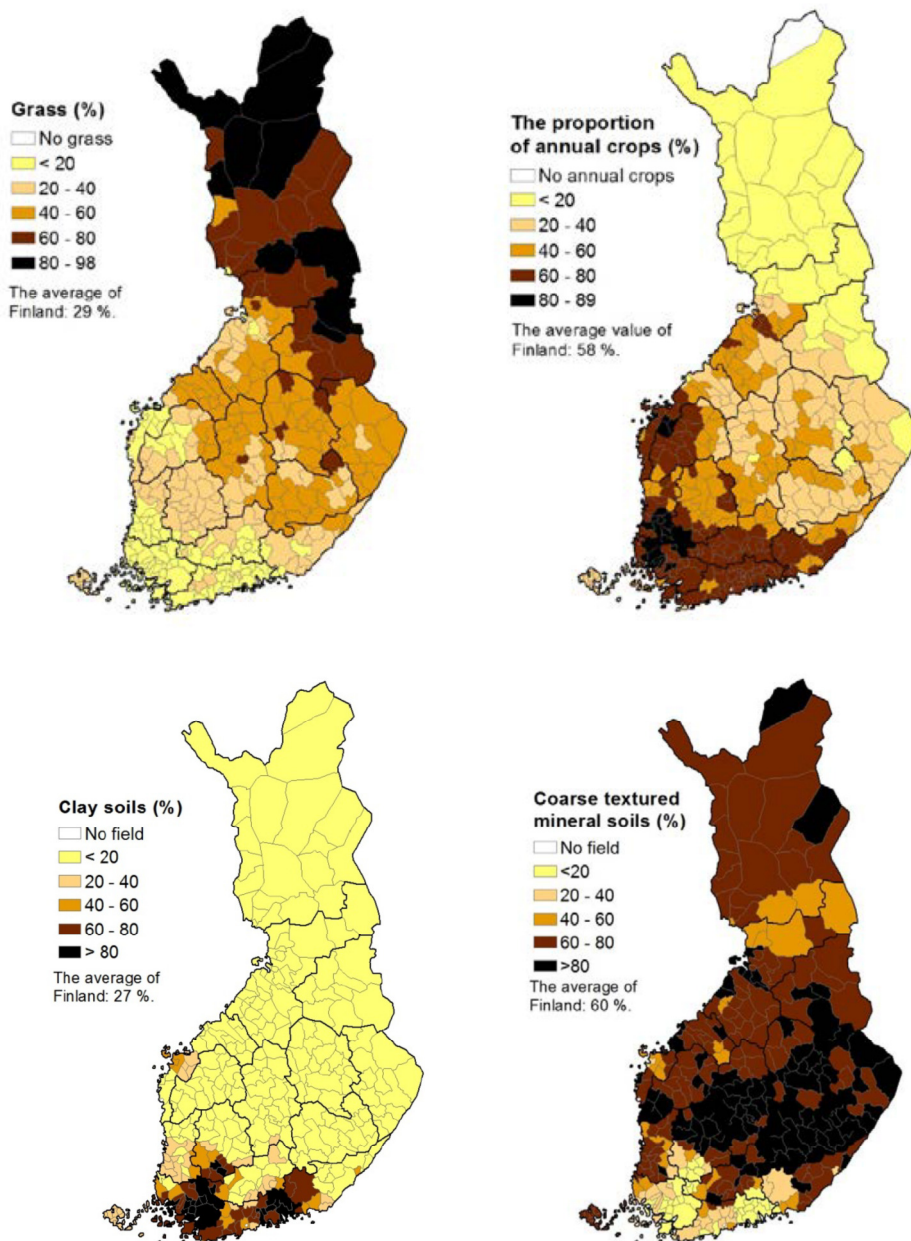 Grass (%)
No grass
< 20
20 - 40
40 - 60
60 - 80
80 - 98
The average of
Finland: 29 %.
The proportion
of annual crops (%)
No annual crops
< 20
20 - 40
40 - 60
60 - 80
80 - 89
The average value of
Finland: 58 %.
Clay soils (%)
No field
< 20
20 - 40
40 - 60
60 - 80
> 80
The average of
Finland: 27 %.
Coarse textured
mineral soils (%)
No field
<20
20 - 40
40 - 60
60 - 80
>80
The average of
Finland: 60 %.